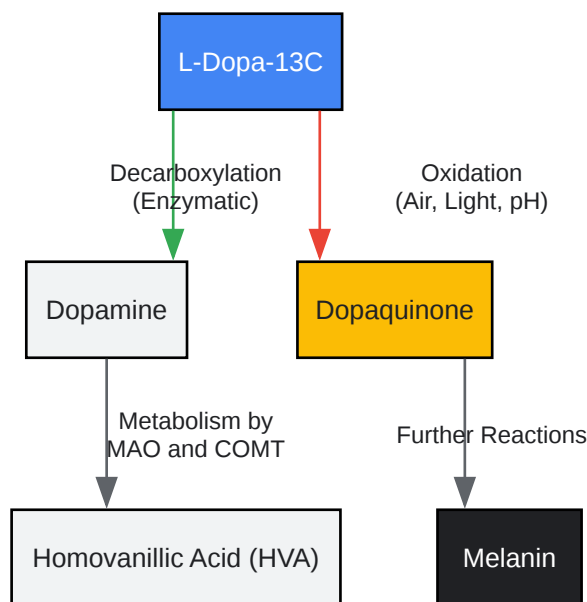 L-Dopa-13C
Decarboxylation
(Enzymatic)
Oxidation
(Air, Light, pH)
Dopamine
Dopaquinone
Metabolism by
MAO and COMT
Further Reactions
Homovanillic Acid (HVA)
Melanin